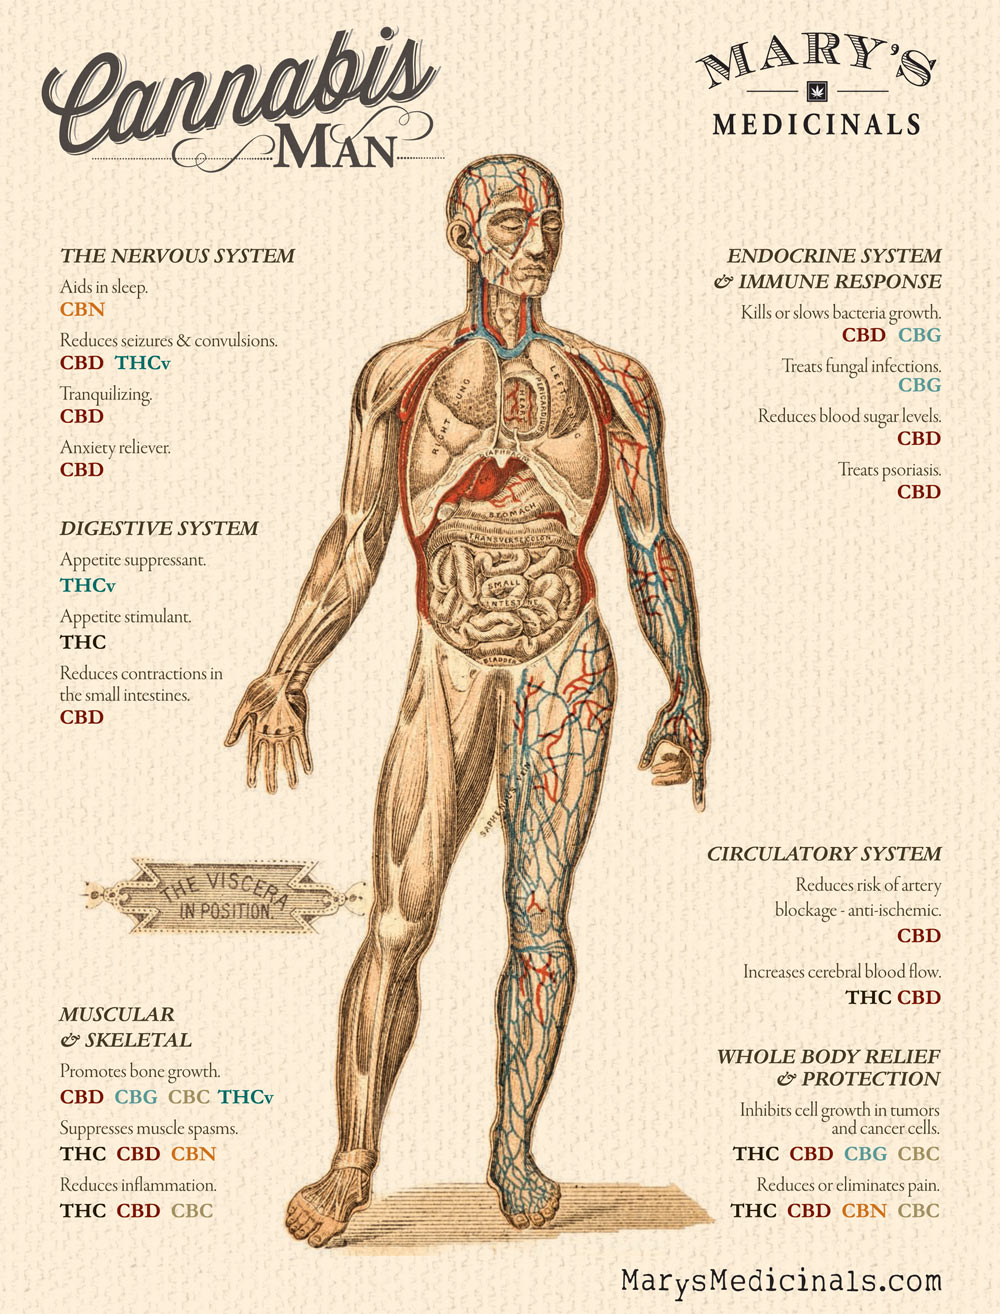 Cannabis
MAN
MARY'S
MEDICINALS
THE NERVOUS SYSTEM
Aids in sleep.
CBN
Reduces seizures & convulsions.
CBD THCv
Tranquilizing.
CBD
Anxiety reliever.
CBD
DIGESTIVE SYSTEM
Appetite suppressant.
THCv
Appetite stimulant.
THC
Reduces contractions in
the small intestines.
CBD
ENDOCRINE SYSTEM
& IMMUNE RESPONSE
Kills or slows bacteria growth.
CBD CBG
Treats fungal infections.
CBG
Reduces blood sugar levels.
CBD
Treats psoriasis.
CBD
RIGHT LUNG
HEART
PERICARDIUM
LEFT
STOMACH
TRANSVERSE COLON
SMALL
INTESTINE
BLADDER
SAPHENOUS VEIN
THE VISCERA
IN POSITION.
MUSCULAR
& SKELETAL
Promotes bone growth.
CBD CBG CBC THCv
Suppresses muscle spasms.
THC CBD CBN
Reduces inflammation.
THC CBD CBC
CIRCULATORY SYSTEM
Reduces risk of artery
blockage - anti-ischemic.
CBD
Increases cerebral blood flow.
THC CBD
WHOLE BODY RELIEF
& PROTECTION
Inhibits cell growth in tumors
and cancer cells.
THC CBD CBG CBC
Reduces or eliminates pain.
THC CBD CBN CBC
MarysMedicinals.com